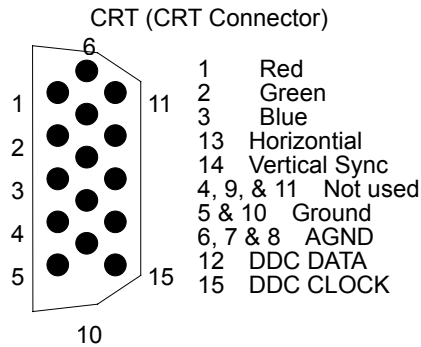 CRT (CRT Connector)
6
1
2
3
4
5
11
15
10
1 Red
2 Green
3 Blue
13 Horizontial
14 Vertical Sync
4, 9, & 11 Not used
5 & 10 Ground
6, 7 & 8 AGND
12 DDC DATA
15 DDC CLOCK